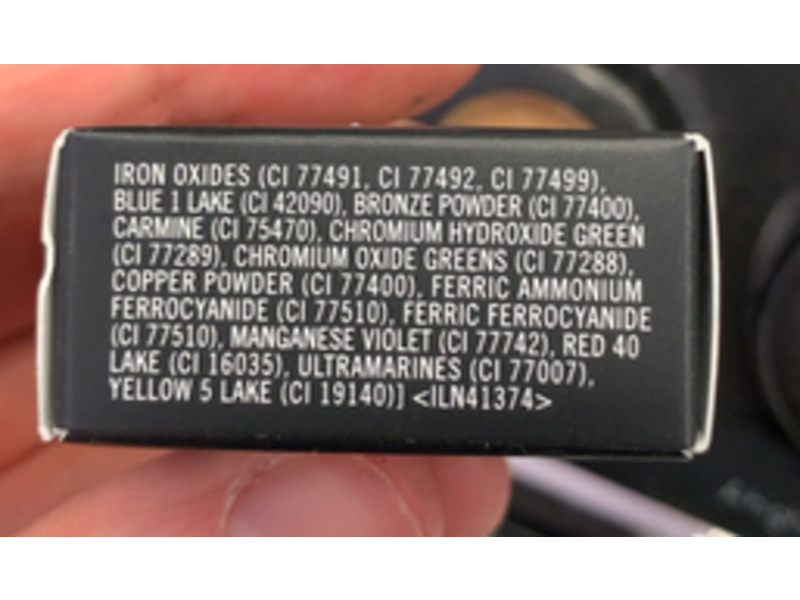 IRON OXIDES (CI 77491, CI 77492, CI 77499),
BLUE 1 LAKE (CI 42090), BRONZE POWDER (CI 77400),
CARMINE (CI 75470), CHROMIUM HYDROXIDE GREEN
(CI 77289), CHROMIUM OXIDE GREENS (CI 77288),
COPPER POWDER (CI 77400), FERRIC AMMONIUM
FERROCYANIDE (CI 77510), FERRIC FERROCYANIDE
(CI 77510), MANGANESE VIOLET (CI 77742), RED 40
LAKE (CI 16035), ULTRAMARINES (CI 77007),
YELLOW 5 LAKE (CI 19140)] <ILN41374>